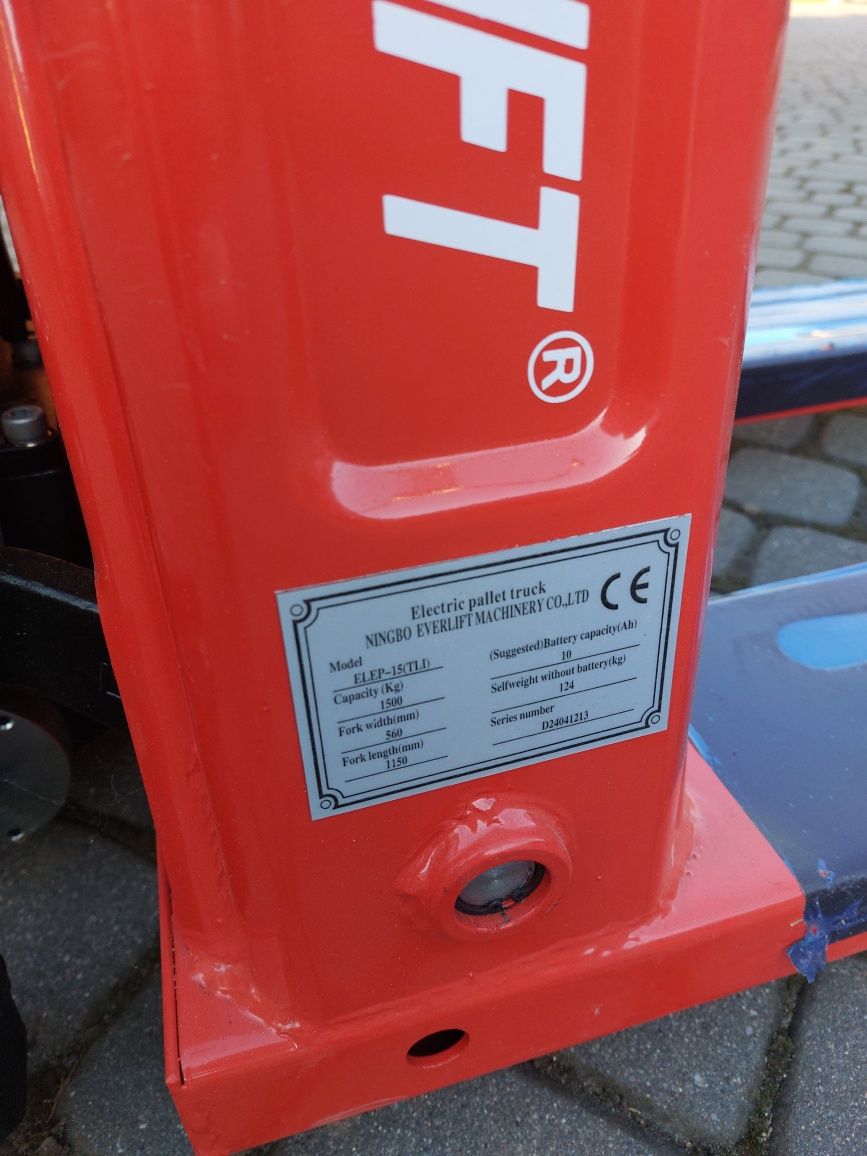 IFT®
Electric pallet truck
NINGBO EVERLIFT MACHINERY CO.,LTD
CE
Model
ELEP-15(TLI)
Capacity (Kg)
1500
Fork width(mm)
560
Fork length(mm)
1150
(Suggested)Battery capacity(Ah)
10
Selfweight without battery(kg)
124
Series number
D24041213